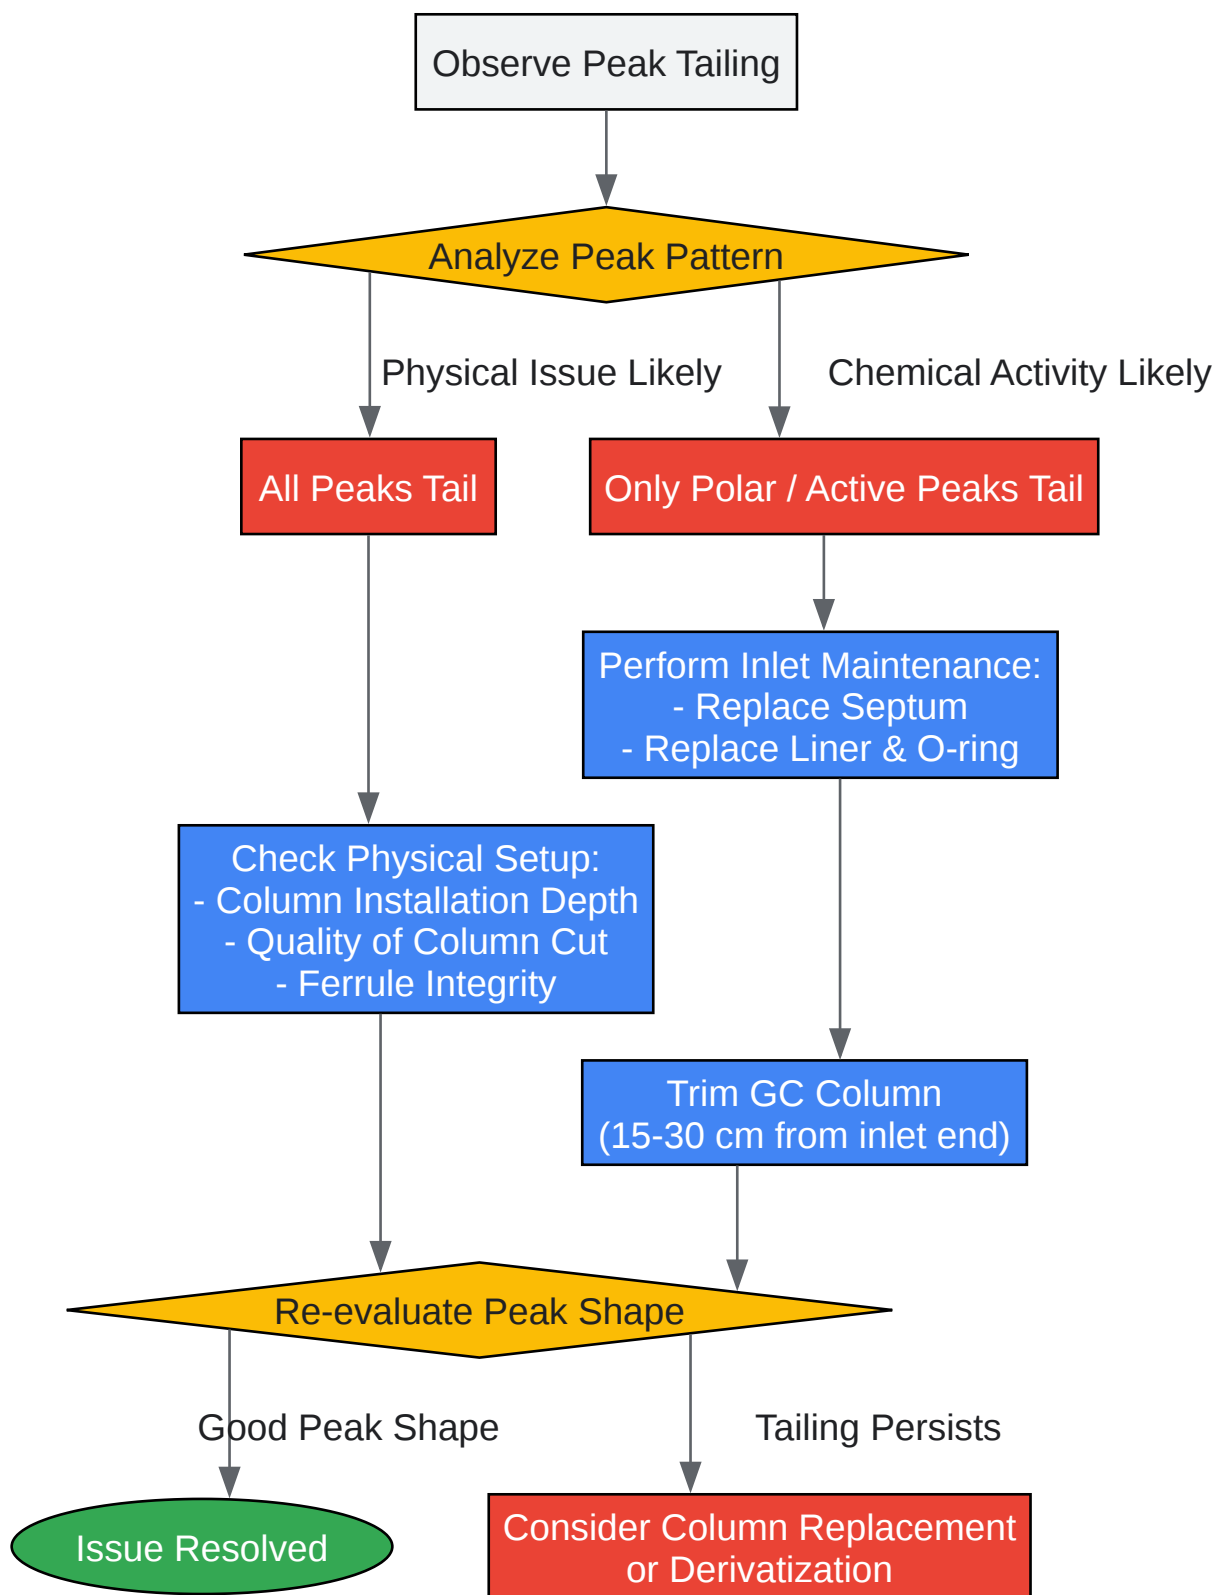 Observe Peak Tailing
Analyze Peak Pattern
Physical Issue Likely
Chemical Activity Likely
All Peaks Tail
Only Polar / Active Peaks Tail
Perform Inlet Maintenance:
- Replace Septum
- Replace Liner & O-ring
Check Physical Setup:
- Column Installation Depth
- Quality of Column Cut
- Ferrule Integrity
Trim GC Column
(15-30 cm from inlet end)
Re-evaluate Peak Shape
Good Peak Shape
Tailing Persists
Issue Resolved
Consider Column Replacement
or Derivatization